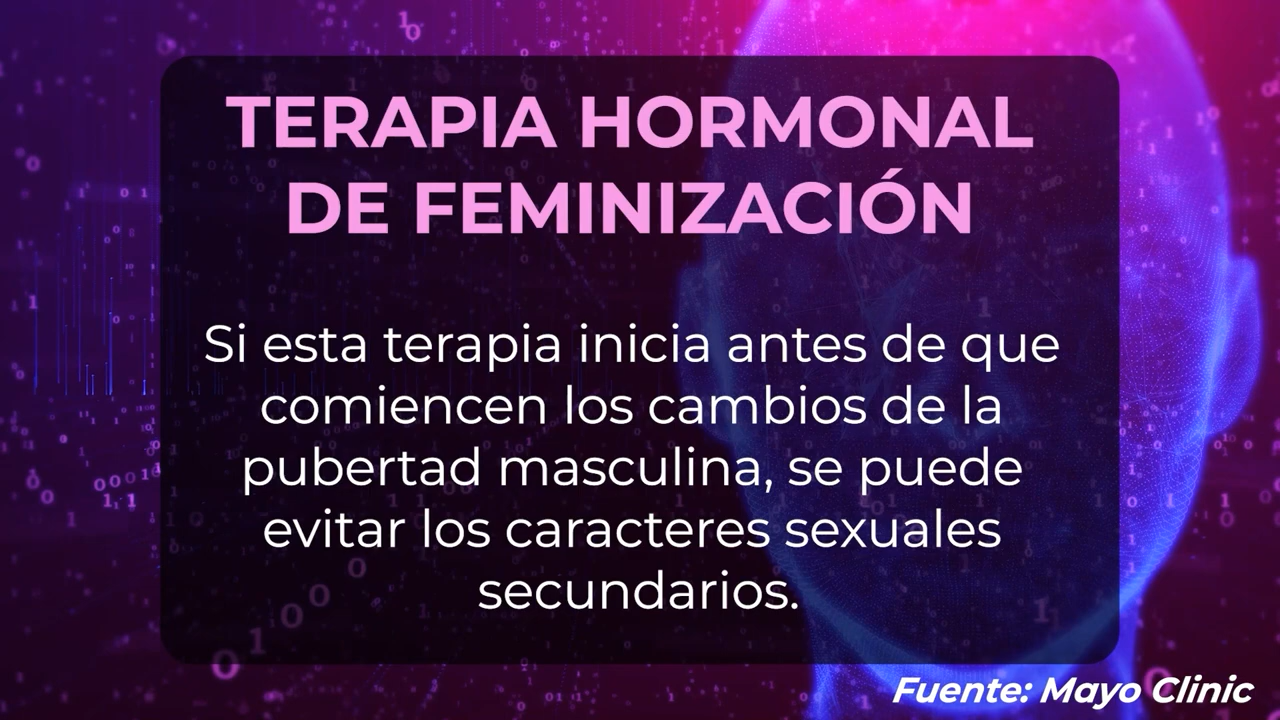 TERAPIA HORMONAL
DE FEMINIZACIÓN
Si esta terapia inicia antes de que
comiencen los cambios de la
pubertad masculina, se puede
evitar los caracteres sexuales
secundarios.
Fuente: Mayo Clinic